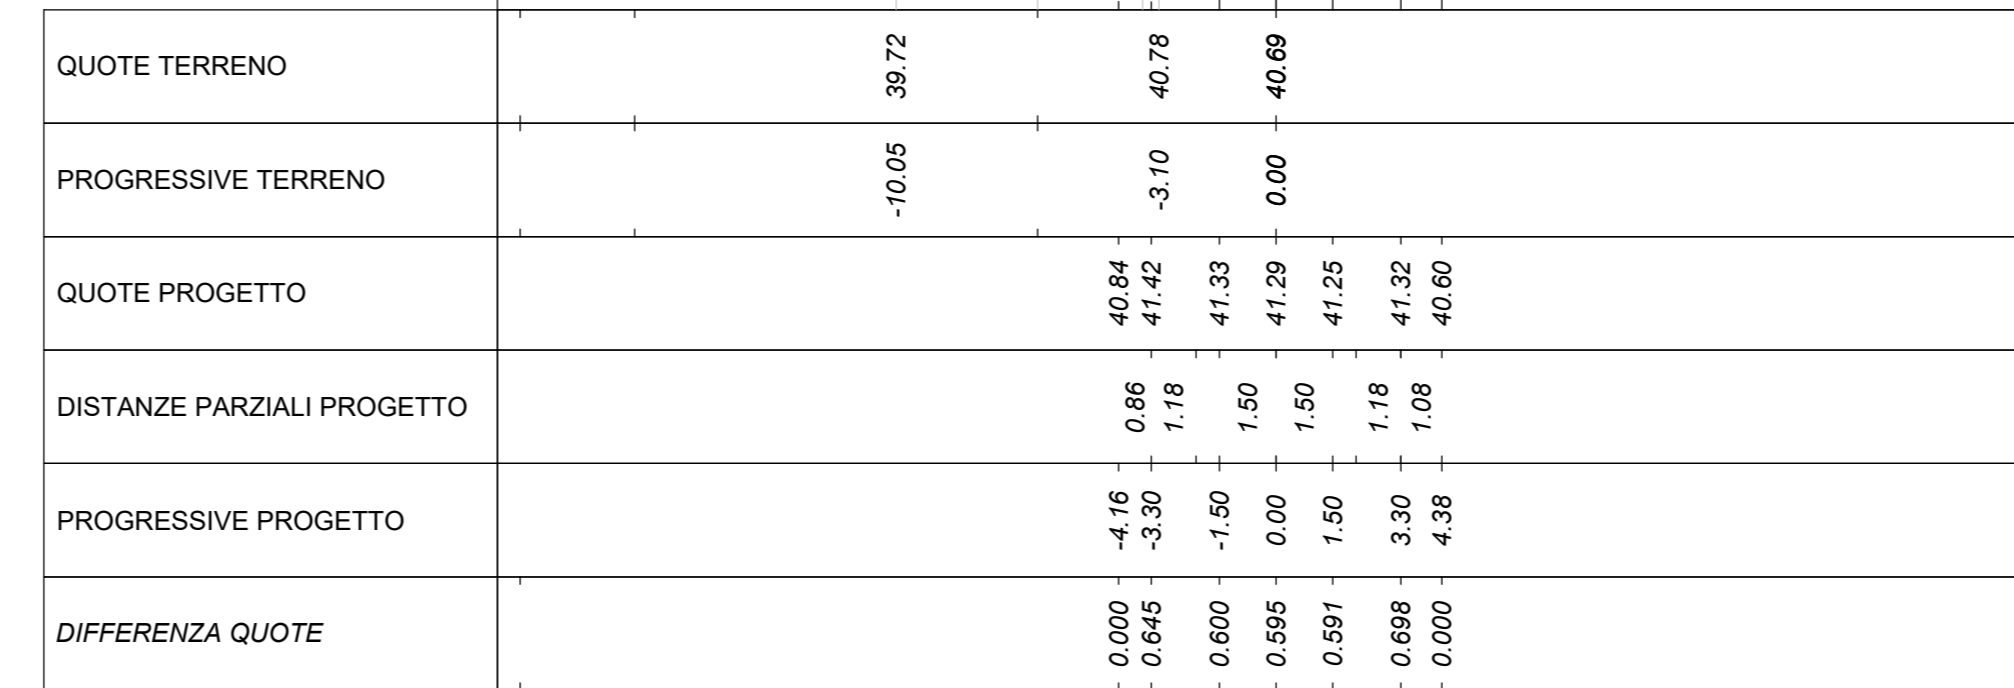 QUOTE TERRENO 39.72 40.78 40.69
PROGRESSIVE TERRENO -10.05 -3.10 0.00
QUOTE PROGETTO 40.84 41.42 41.33 41.29 41.25 41.32 40.60
DISTANZE PARZIALI PROGETTO 0.86 1.18 1.50 1.50 1.18 1.08
PROGRESSIVE PROGETTO -4.16 -3.30 -1.50 0.00 1.50 3.30 4.38
DIFFERENZA QUOTE 0.000 0.645 0.600 0.595 0.591 0.698 0.000